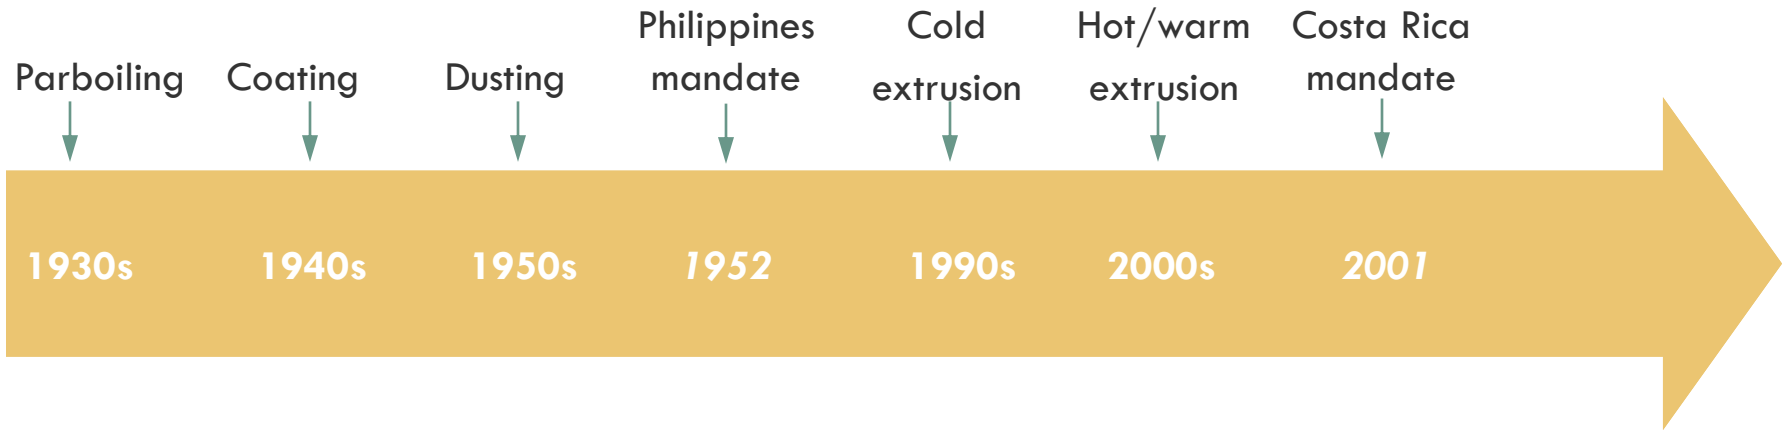 Parboiling
Coating
Dusting
Philippines
mandate
Cold
extrusion
Hot/warm
extrusion
Costa Rica
mandate
1930s
1940s
1950s
1952
1990s
2000s
2001